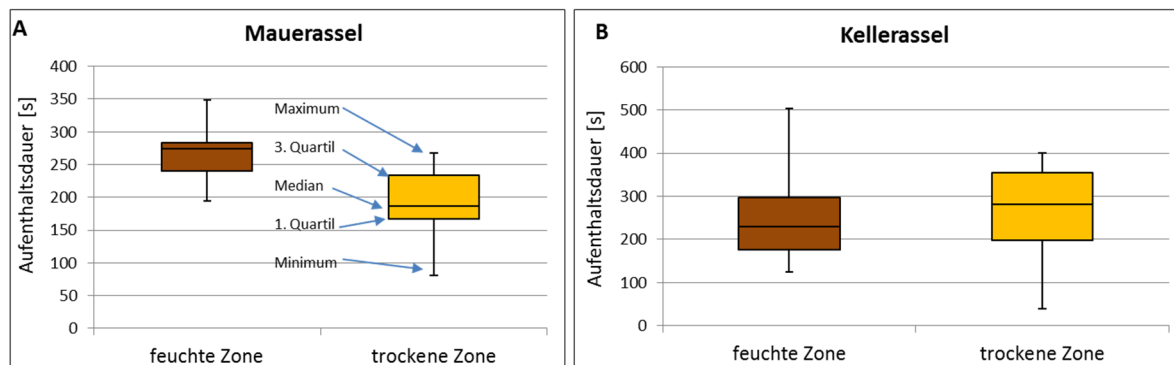 A
Mauerassel
Aufenthaltsdauer [s]
400
350
300
250
200
150
100
50
0
Maximum
3. Quartil
Median
1. Quartil
Minimum
feuchte Zone
trockene Zone
B
Kellerassel
Aufenthaltsdauer [s]
600
500
400
300
200
100
0
feuchte Zone
trockene Zone